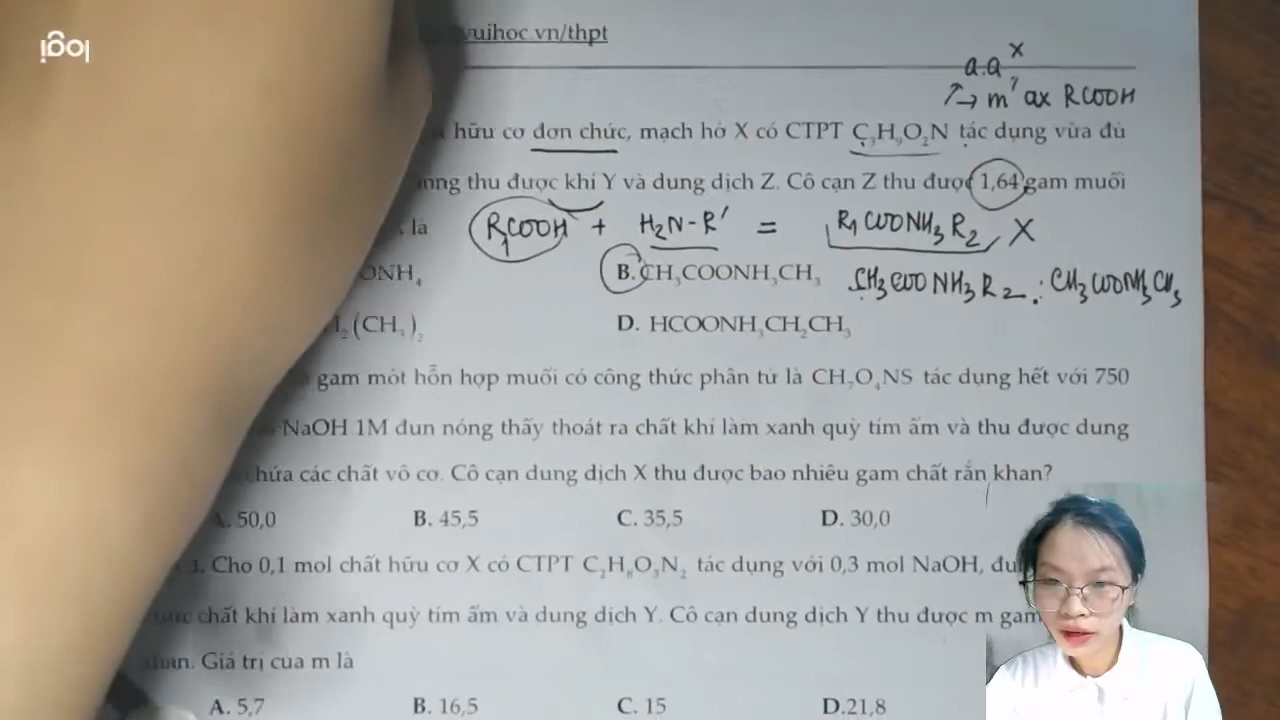 logi
vuihoc vn/thpt
a.a x
↗→ m' ax RCOOH
hữu cơ đơn chức, mạch hở X có CTPT C₃H₉O₂N tác dụng vừa đủ
thu được khí Y và dung dịch Z. Cô cạn Z thu được 1,64 gam muối
là
R₁COOH + H₂N-R' = R₁COONH₃R₂ X
ONH₄
B. CH₃COONH₃CH₃
CH₃COONH₃R₂ : CH₃COONH₃CH₃
₂(CH₃)₂
D. HCOONH₃CH₂CH₃
gam một hỗn hợp muối có công thức phân tử là CH₇O₄NS tác dụng hết với 750
NaOH 1M đun nóng thấy thoát ra chất khí làm xanh quỳ tím ẩm và thu được dung
chứa các chất vô cơ. Cô cạn dung dịch X thu được bao nhiêu gam chất rắn khan?
A. 50,0 B. 45,5 C. 35,5 D. 30,0
3. Cho 0,1 mol chất hữu cơ X có CTPT C₂H₈O₃N₂ tác dụng với 0,3 mol NaOH,
chất khí làm xanh quỳ tím ẩm và dung dịch Y. Cô cạn dung dịch Y thu được m gam
Giá trị của m là
A. 5,7 B. 16,5 C. 15 D.21,8